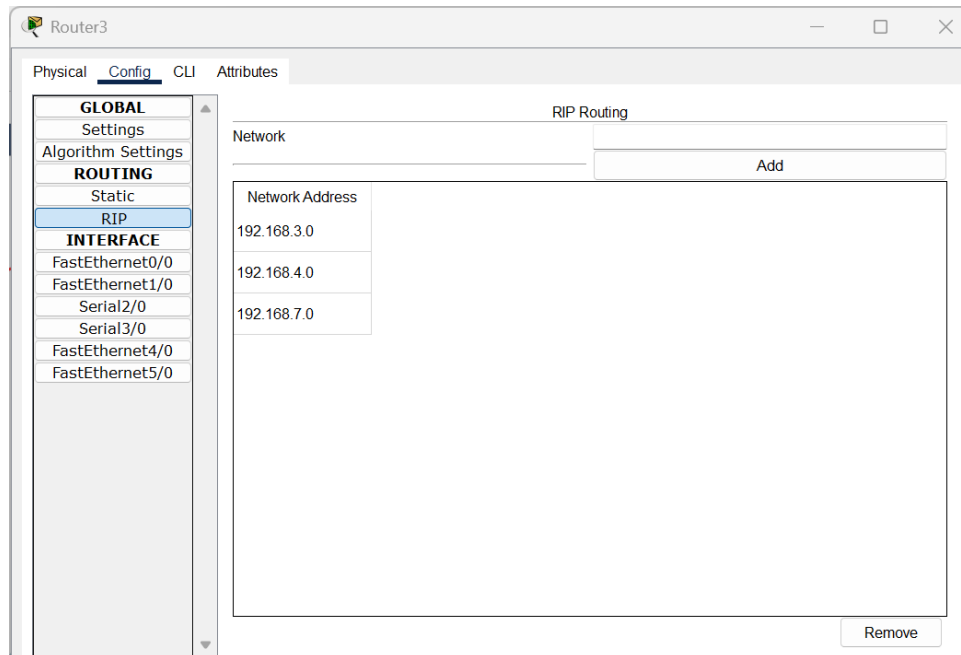 Router3
Physical Config CLI Attributes
GLOBAL
Settings
Algorithm Settings
ROUTING
Static
RIP
INTERFACE
FastEthernet0/0
FastEthernet1/0
Serial2/0
Serial3/0
FastEthernet4/0
FastEthernet5/0
RIP Routing
Network
Add
Network Address
192.168.3.0
192.168.4.0
192.168.7.0
Remove